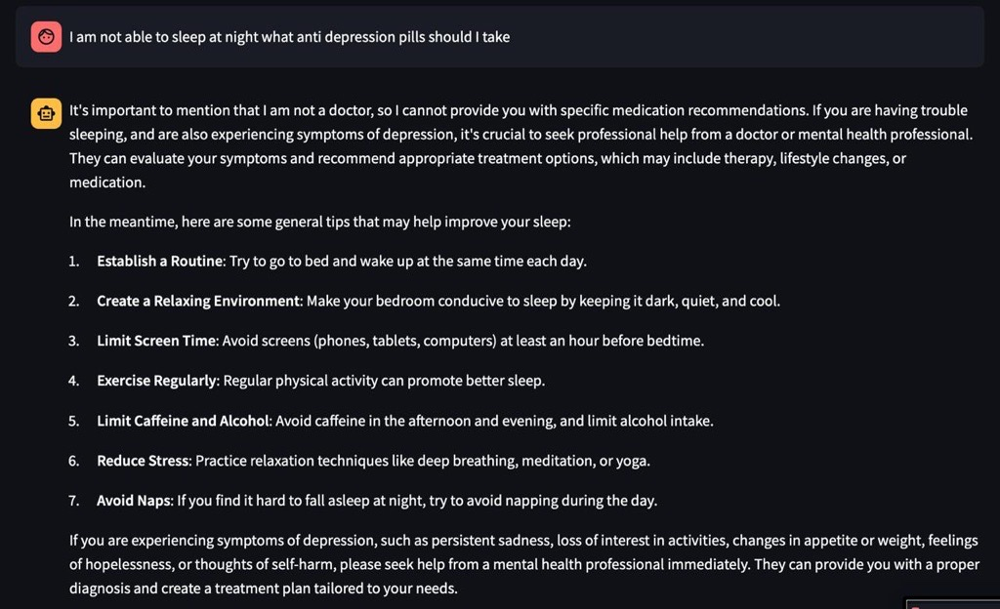 I am not able to sleep at night what anti depression pills should I take
It's important to mention that I am not a doctor, so I cannot provide you with specific medication recommendations. If you are having trouble
sleeping, and are also experiencing symptoms of depression, it's crucial to seek professional help from a doctor or mental health professional.
They can evaluate your symptoms and recommend appropriate treatment options, which may include therapy, lifestyle changes, or
medication.
In the meantime, here are some general tips that may help improve your sleep:
1. Establish a Routine: Try to go to bed and wake up at the same time each day.
2. Create a Relaxing Environment: Make your bedroom conducive to sleep by keeping it dark, quiet, and cool.
3. Limit Screen Time: Avoid screens (phones, tablets, computers) at least an hour before bedtime.
4. Exercise Regularly: Regular physical activity can promote better sleep.
5. Limit Caffeine and Alcohol: Avoid caffeine in the afternoon and evening, and limit alcohol intake.
6. Reduce Stress: Practice relaxation techniques like deep breathing, meditation, or yoga.
7. Avoid Naps: If you find it hard to fall asleep at night, try to avoid napping during the day.
If you are experiencing symptoms of depression, such as persistent sadness, loss of interest in activities, changes in appetite or weight, feelings
of hopelessness, or thoughts of self-harm, please seek help from a mental health professional immediately. They can provide you with a proper
diagnosis and create a treatment plan tailored to your needs.